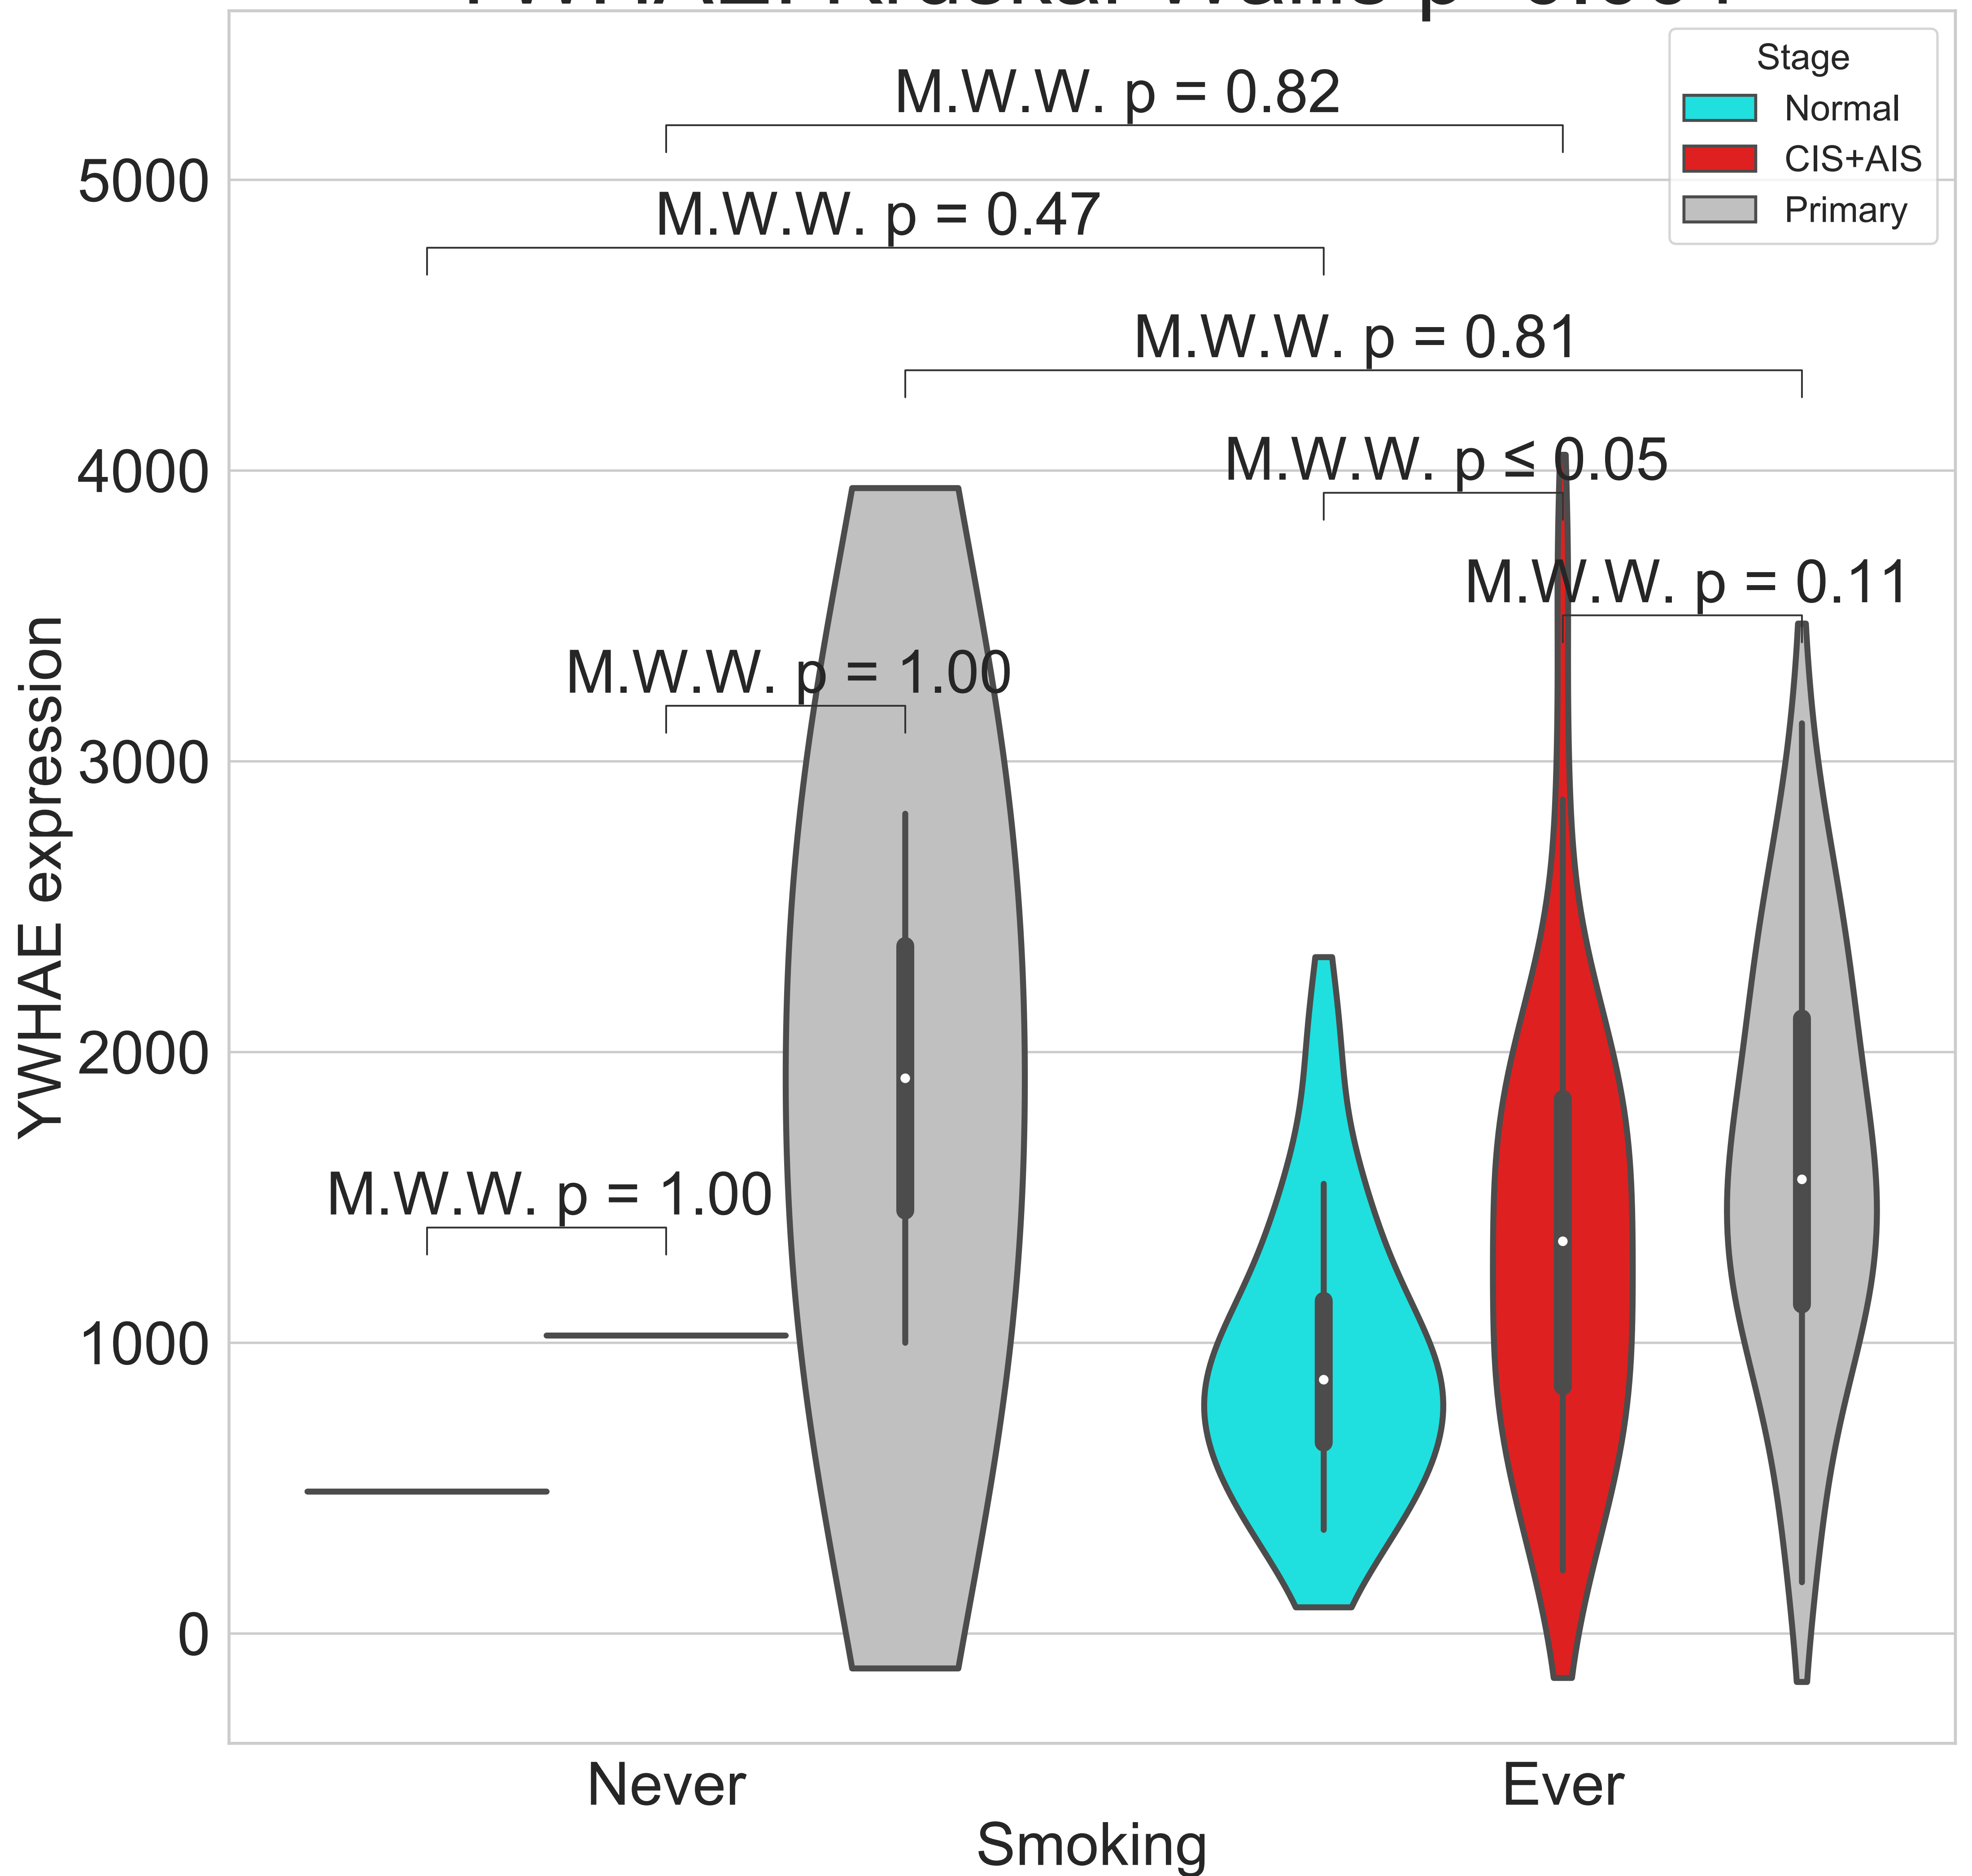 Stage
Normal
CIS+AIS
Primary
M.W.W. p = 0.82
M.W.W. p = 0.47
M.W.W. p = 0.81
M.W.W. p ≤ 0.05
M.W.W. p = 0.11
M.W.W. p = 1.00
M.W.W. p = 1.00
5000
4000
3000
2000
1000
0
YWHAE expression
Never
Ever
Smoking